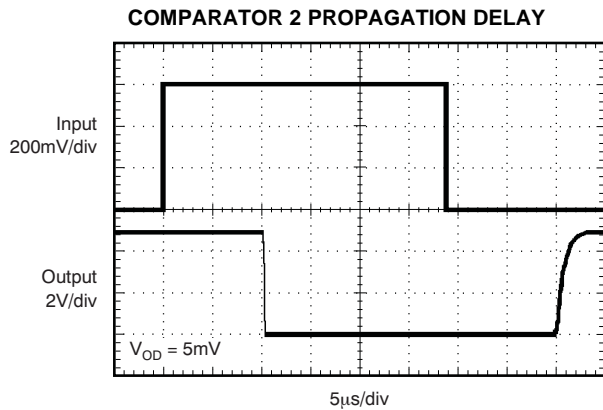 COMPARATOR 2 PROPAGATION DELAY
Input
200mV/div
Output
2V/div
V_OD = 5mV
5μs/div